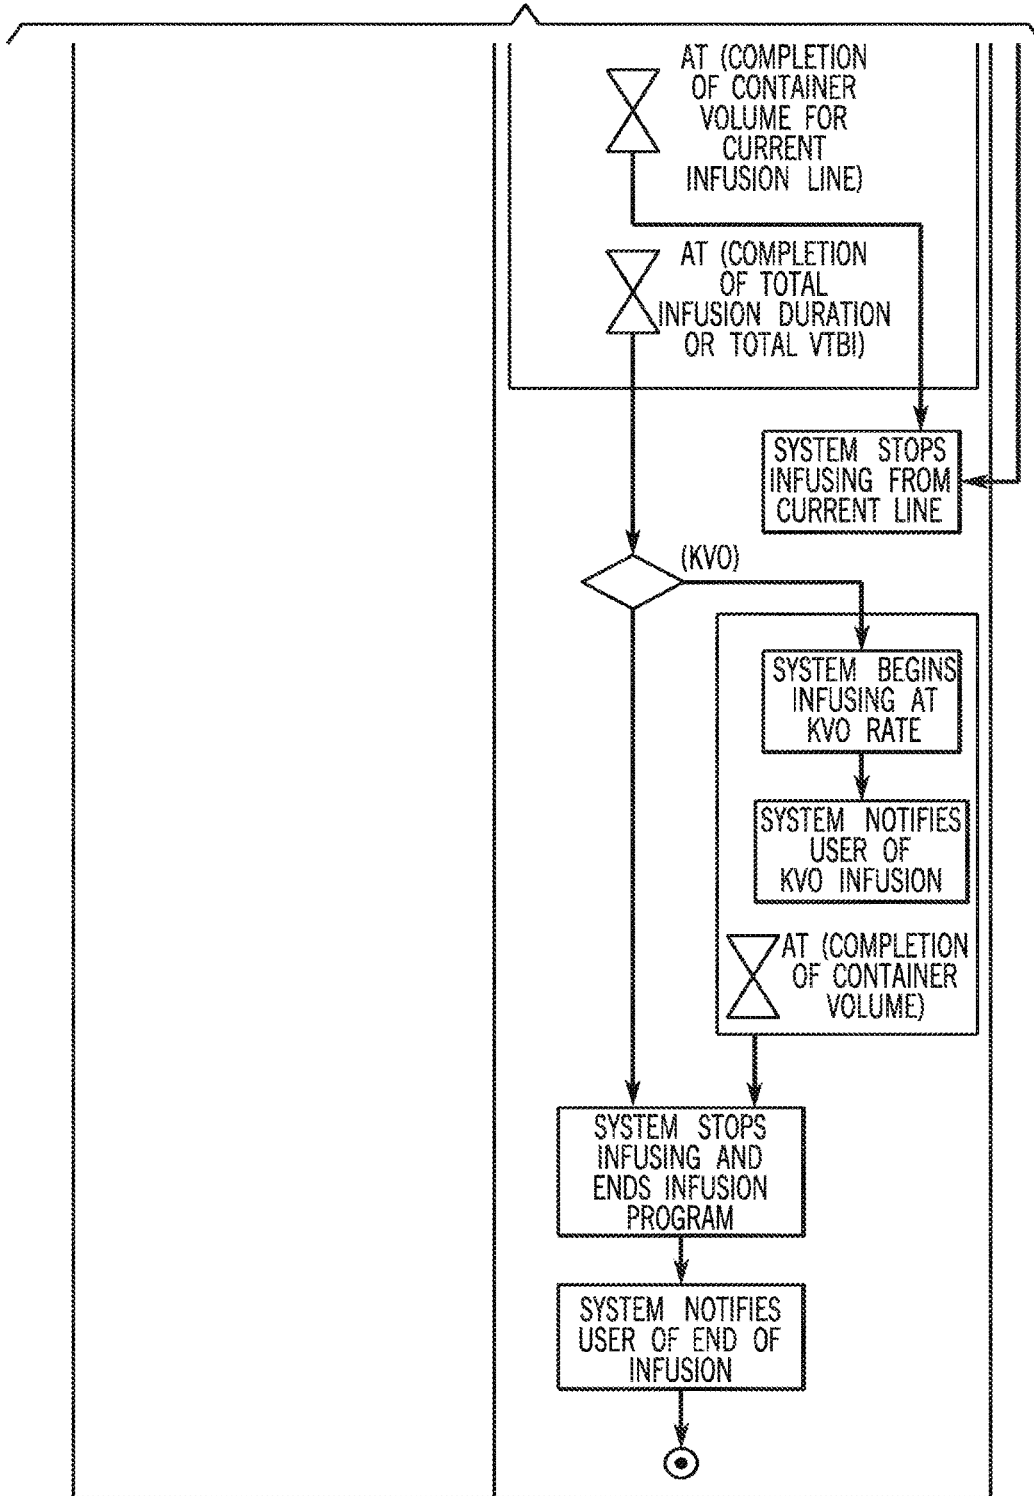 AT (COMPLETION
OF CONTAINER
VOLUME FOR
CURRENT
INFUSION LINE)
AT (COMPLETION
OF TOTAL
INFUSION DURATION
OR TOTAL VTBI)
SYSTEM STOPS
INFUSING FROM
CURRENT LINE
(KVO)
SYSTEM BEGINS
INFUSING AT
KVO RATE
SYSTEM NOTIFIES
USER OF
KVO INFUSION
AT (COMPLETION
OF CONTAINER
VOLUME)
SYSTEM STOPS
INFUSING AND
ENDS INFUSION
PROGRAM
SYSTEM NOTIFIES
USER OF END OF
INFUSION